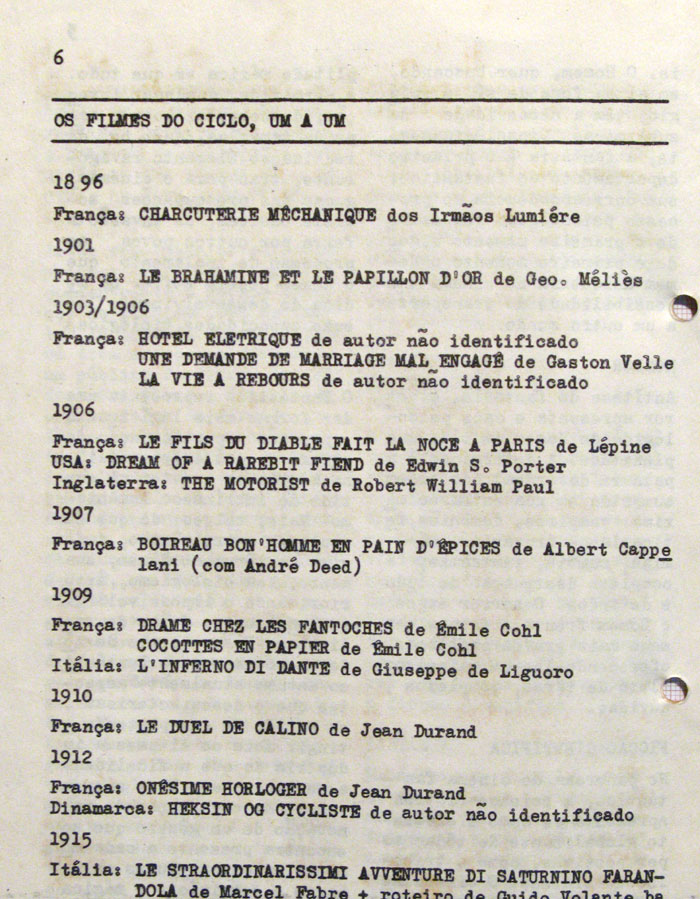 6
OS FILMES DO CICLO, UM A UM
1896
França: CHARCUTERIE MÊCHANIQUE dos Irmãos Lumiére
1901
França: LE BRAHAMINE ET LE PAPILLON D'OR de Geo. Méliès
1903/1906
França: HOTEL ELETRIQUE de autor não identificado
UNE DEMANDE DE MARRIAGE MAL ENGAGÊ de Gaston Velle
LA VIE A REBOURS de autor não identificado
1906
França: LE FILS DU DIABLE FAIT LA NOCE A PARIS de Lépine
USA: DREAM OF A RAREBIT FIEND de Edwin S. Porter
Inglaterra: THE MOTORIST de Robert William Paul
1907
França: BOIREAU BON'HOMME EN PAIN D'ÊPICES de Albert Cappe
lani (com André Deed)
1909
França: DRAME CHEZ LES FANTOCHES de Êmile Cohl
COCOTTES EN PAPIER de Êmile Cohl
Itália: L'INFERNO DI DANTE de Giuseppe de Liguoro
1910
França: LE DUEL DE CALINO de Jean Durand
1912
França: ONÊSIME HORLOGER de Jean Durand
Dinamarca: HEKSIN OG CYCLISTE de autor não identificado
1915
Itália: LE STRAORDINARISSIMI AVVENTURE DI SATURNINO FARAN-
DOLA de Marcel Fabre + roteiro de Guido Volante ba